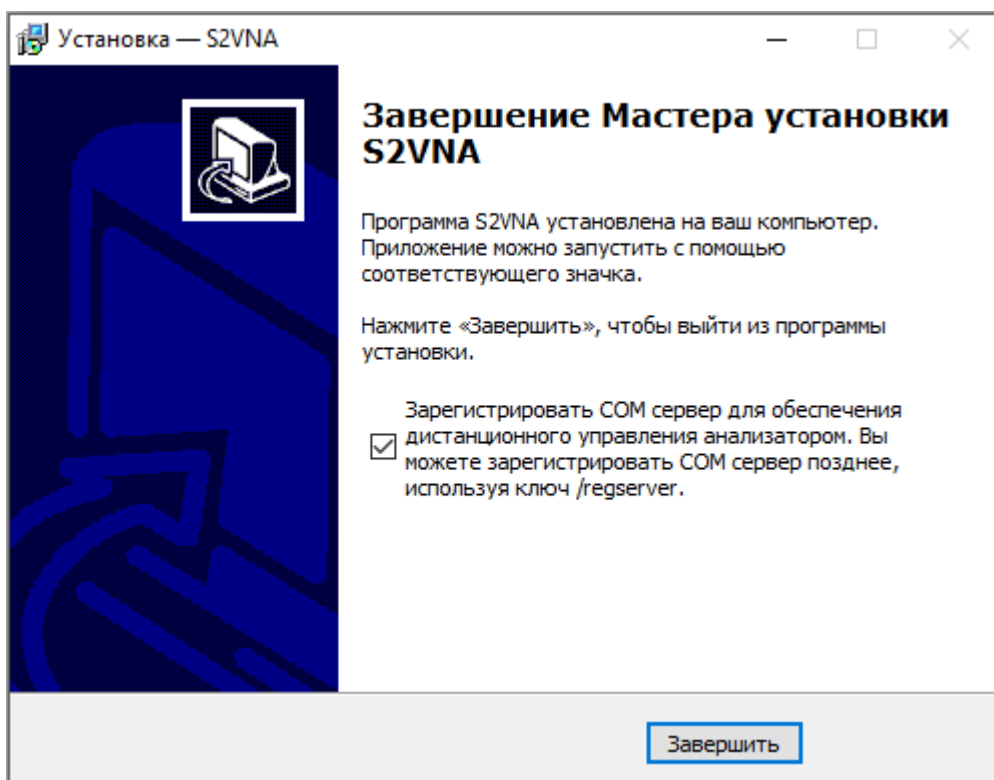 Установка — S2VNA
Завершение Мастера установки
S2VNA
Программа S2VNA установлена на ваш компьютер.
Приложение можно запустить с помощью
соответствующего значка.
Нажмите «Завершить», чтобы выйти из программы
установки.
Зарегистрировать COM сервер для обеспечения
дистанционного управления анализатором. Вы
можете зарегистрировать COM сервер позднее,
используя ключ /regserver.
Завершить